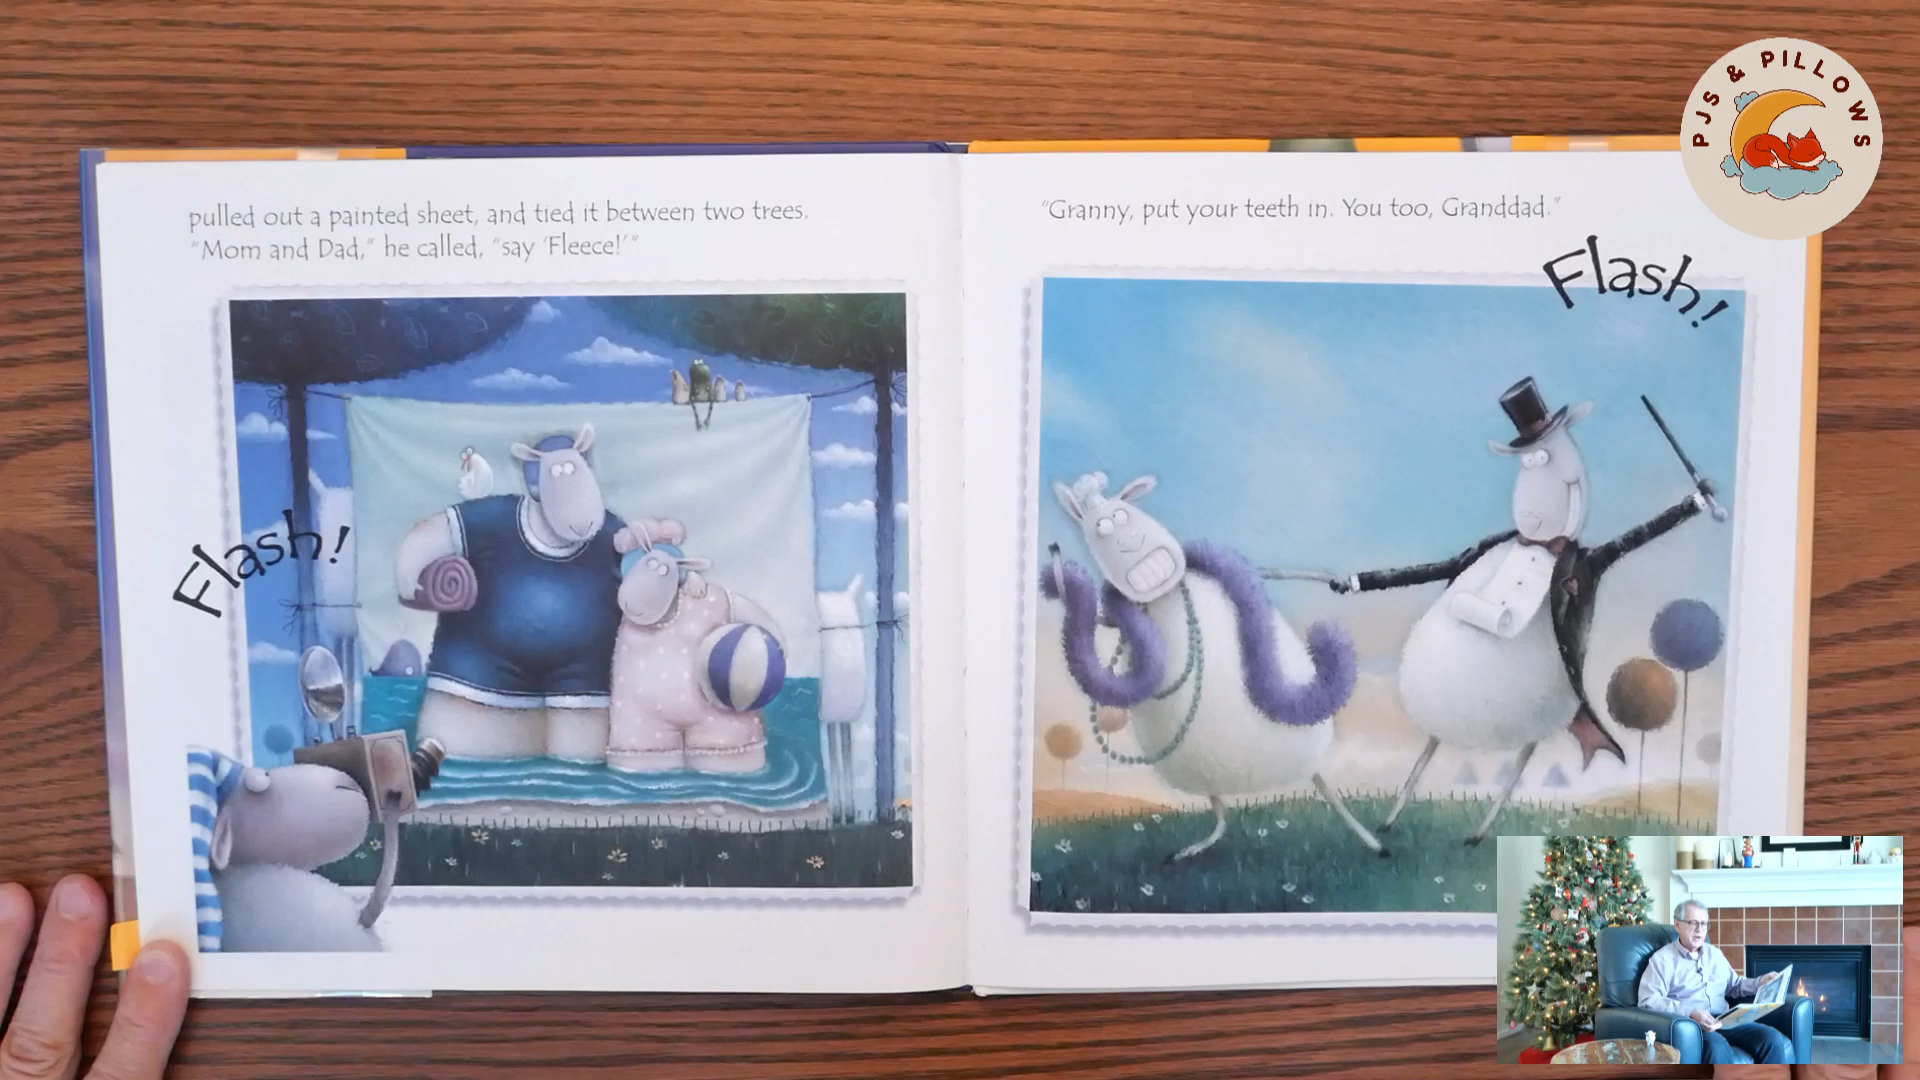 PJS & PILLOWS
pulled out a painted sheet, and tied it between two trees.
“Mom and Dad,” he called, “say ‘Fleece!’”
Flash!
“Granny, put your teeth in. You too, Granddad.”
Flash!